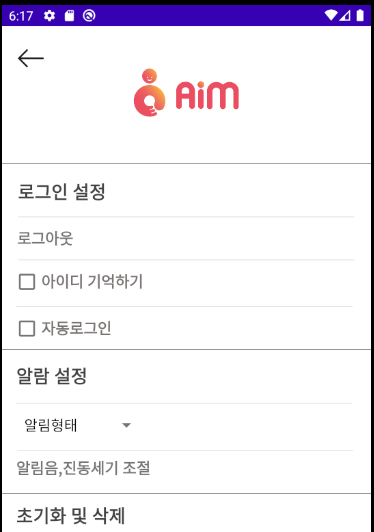 6:17
AiM
로그인 설정
로그아웃
아이디 기억하기
자동로그인
알람 설정
알림형태
알림음,진동세기 조절
초기화 및 삭제